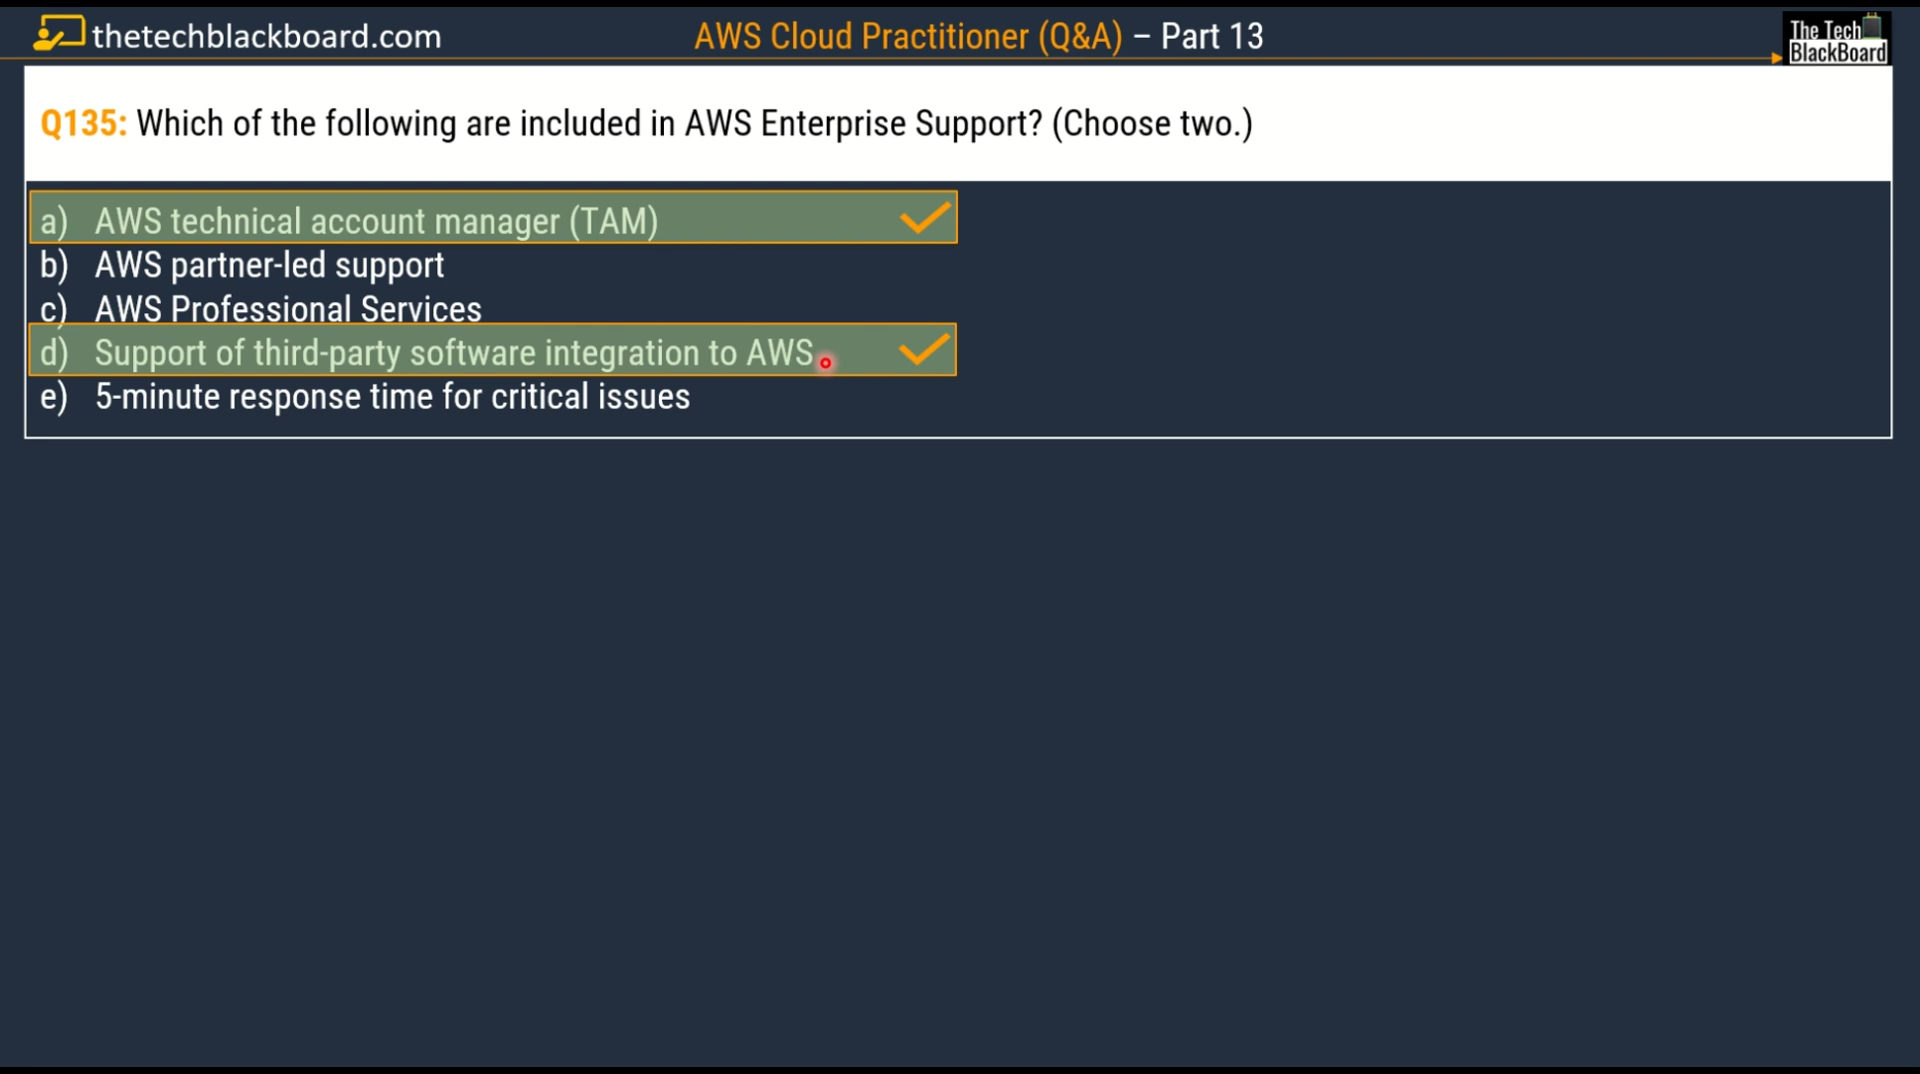 thetechblackboard.com
AWS Cloud Practitioner (Q&A) – Part 13
The Tech
BlackBoard
Q135: Which of the following are included in AWS Enterprise Support? (Choose two.)
a) AWS technical account manager (TAM)
b) AWS partner-led support
c) AWS Professional Services
d) Support of third-party software integration to AWS
e) 5-minute response time for critical issues